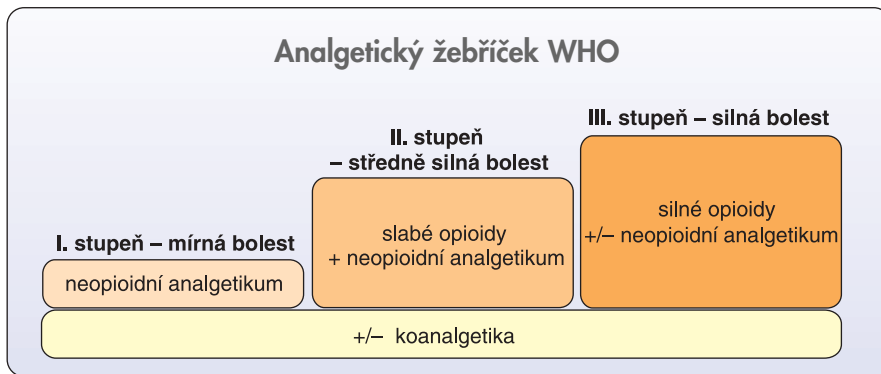 Analgetický žebříček WHO
I. stupeň – mírná bolest
neopioidní analgetikum
II. stupeň
– středně silná bolest
slabé opioidy
+ neopioidní analgetikum
III. stupeň – silná bolest
silné opioidy
+/– neopioidní analgetikum
+/– koanalgetika